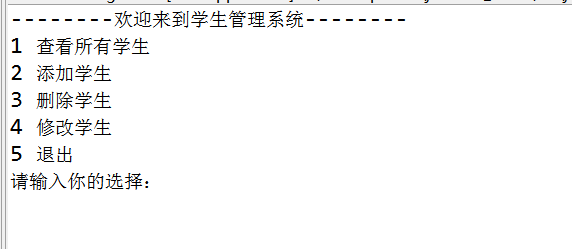 --------欢迎来到学生管理系统--------
1 查看所有学生
2 添加学生
3 删除学生
4 修改学生
5 退出
请输入你的选择: